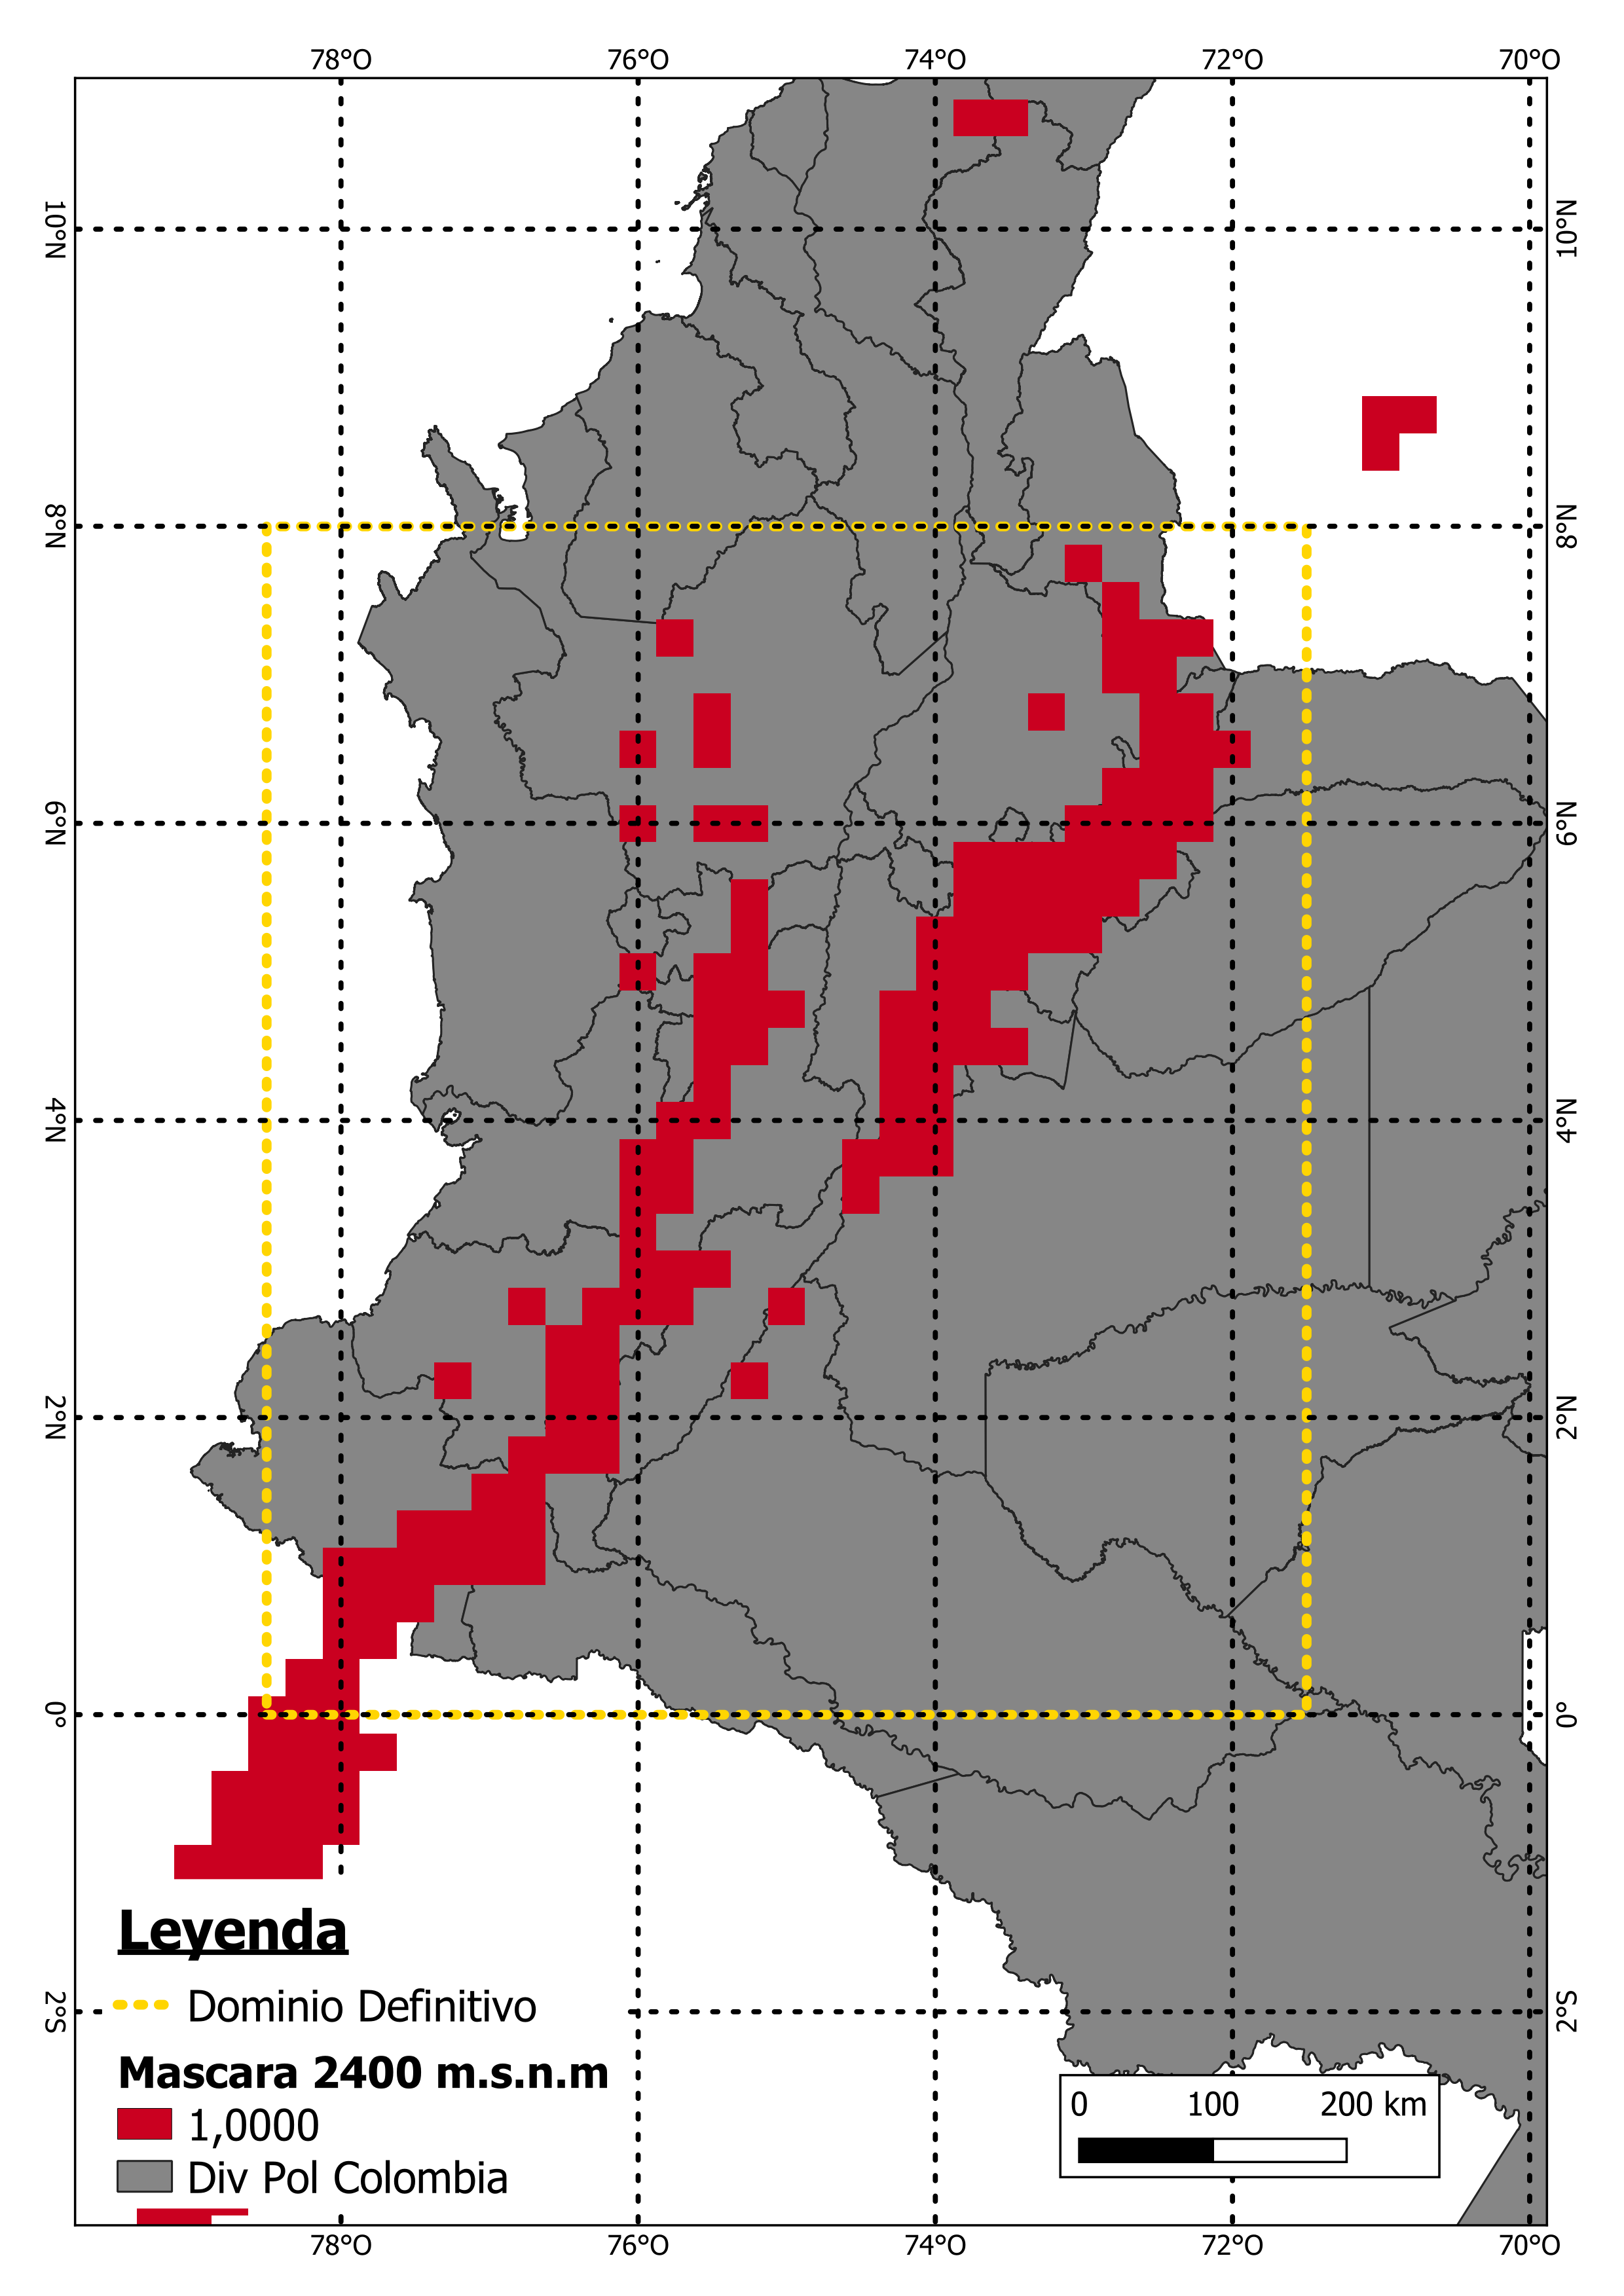 78°O 76°O 74°O 72°O 70°O
10°N 10°N
8°N 8°N
6°N 6°N
4°N 4°N
2°N 2°N
0° 0°
2°S 2°S
Leyenda
Dominio Definitivo
Mascara 2400 m.s.n.m
1,0000
Div Pol Colombia
0 100 200 km
78°O 76°O 74°O 72°O 70°O